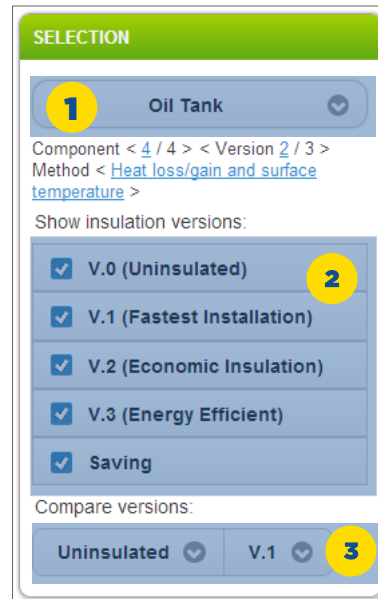 SELECTION
1 Oil Tank
Component < 4 / 4 > < Version 2 / 3 >
Method < Heat loss/gain and surface
temperature >
Show insulation versions:
V.0 (Uninsulated)
2
V.1 (Fastest Installation)
V.2 (Economic Insulation)
V.3 (Energy Efficient)
Saving
Compare versions:
Uninsulated V.1 3